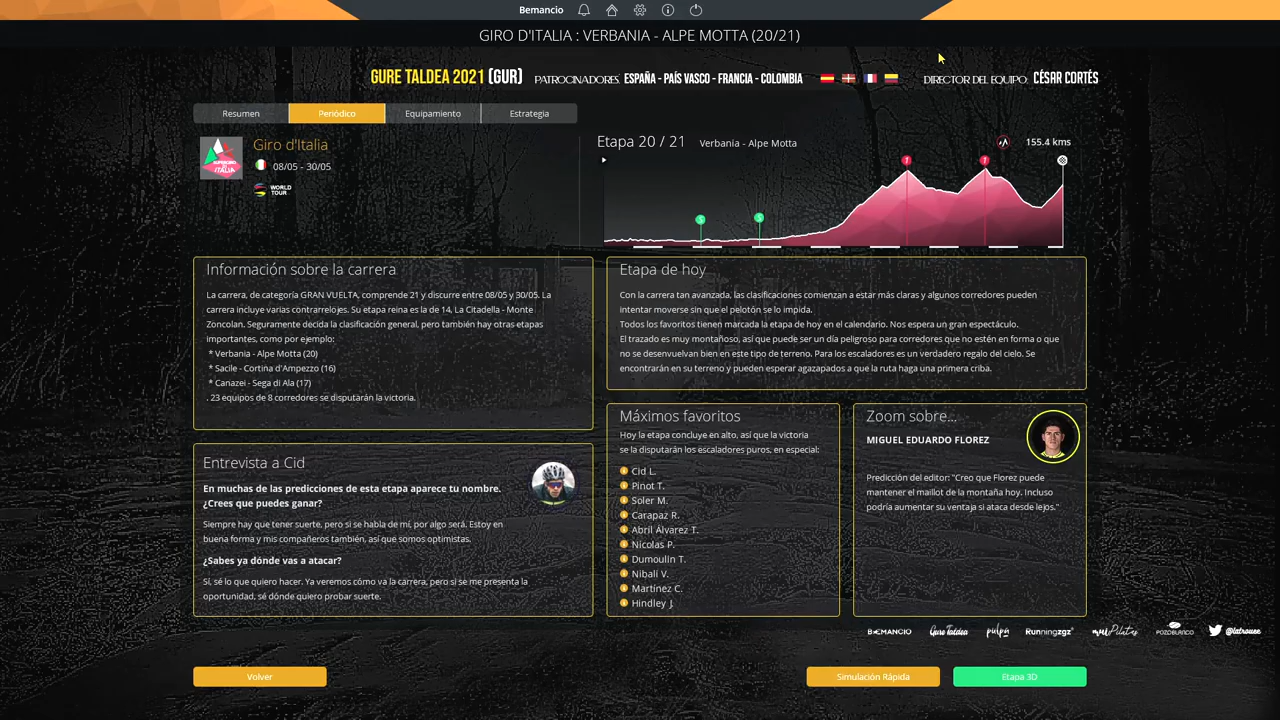 Bemancio
GIRO D'ITALIA : VERBANIA - ALPE MOTTA (20/21)
GURE TALDEA 2021 (GUR) PATROCINADORES ESPAÑA - PAÍS VASCO - FRANCIA - COLOMBIA DIRECTOR DEL EQUIPO: CÉSAR CORTÉS
Resumen Periódico Equipamiento Estrategia
Giro d'Italia
08/05 - 30/05
WORLD TOUR
Etapa 20 / 21 Verbania - Alpe Motta 155.4 kms
Información sobre la carrera
La carrera, de categoría GRAN VUELTA, comprende 21 y discurre entre 08/05 y 30/05. La
carrera incluye varias contrarrelojes. Su etapa reina es la de 14, La Citadella - Monte
Zoncolan. Seguramente decida la clasificación general, pero también hay otras etapas
importantes, como por ejemplo:
* Verbania - Alpe Motta (20)
* Sacile - Cortina d'Ampezzo (16)
* Canazei - Sega di Ala (17)
. 23 equipos de 8 corredores se disputarán la victoria.
Etapa de hoy
Con la carrera tan avanzada, las clasificaciones comienzan a estar más claras y algunos corredores pueden
intentar moverse sin que el pelotón se lo impida.
Todos los favoritos tienen marcada la etapa de hoy en el calendario. Nos espera un gran espectáculo.
El trazado es muy montañoso, así que puede ser un día peligroso para corredores que no estén en forma o que
no se desenvuelvan bien en este tipo de terreno. Para los escaladores es un verdadero regalo del cielo. Se
encontrarán en su terreno y pueden esperar agazapados a que la ruta haga una primera criba.
Entrevista a Cid
En muchas de las predicciones de esta etapa aparece tu nombre.
¿Crees que puedes ganar?
Siempre hay que tener suerte, pero si se habla de mí, por algo será. Estoy en
buena forma y mis compañeros también, así que somos optimistas.
¿Sabes ya dónde vas a atacar?
Sí, sé lo que quiero hacer. Ya veremos cómo va la carrera, pero si se me presenta la
oportunidad, sé dónde quiero probar suerte.
Máximos favoritos
Hoy la etapa concluye en alto, así que la victoria
se la disputarán los escaladores puros, en especial:
Cid L.
Pinot T.
Soler M.
Carapaz R.
Abril Álvarez T.
Nicolas P.
Dumoulin T.
Nibali V.
Martínez C.
Hindley J.
Zoom sobre...
MIGUEL EDUARDO FLOREZ
Predicción del editor: "Creo que Florez puede
mantener el maillot de la montaña hoy. Incluso
podría aumentar su ventaja si ataca desde lejos."
BEMANCIO Gure Taldea pulpá Runningzgz POZOBLANCO @latrouee
Volver Simulación Rápida Etapa 3D